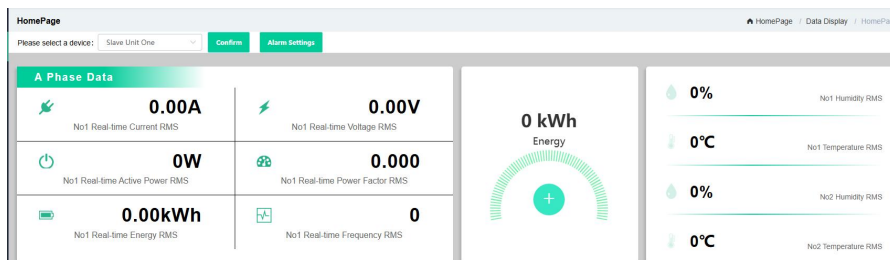 HomePage
HomePage / Data Display /
Please select a device: Slave Unit One Confirm Alarm Settings
A Phase Data
0.00A
No1 Real-time Current RMS
0.00V
No1 Real-time Voltage RMS
0W
No1 Real-time Active Power RMS
0.000
No1 Real-time Power Factor RMS
0.00kWh
No1 Real-time Energy RMS
0
No1 Real-time Frequency RMS
0 kWh
Energy
0%
No1 Humidity RMS
0℃
No1 Temperature RMS
0%
No2 Humidity RMS
0℃
No2 Temperature RMS